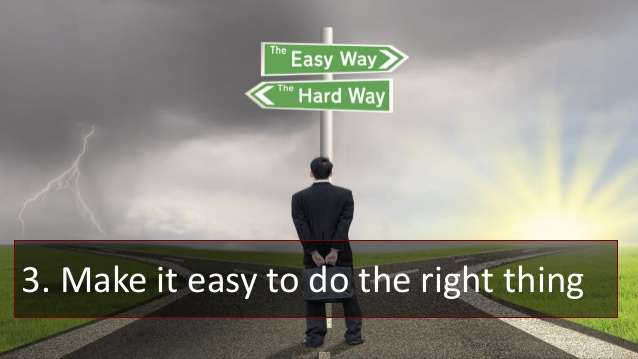 The Easy Way
The Hard Way
3. Make it easy to do the right thing